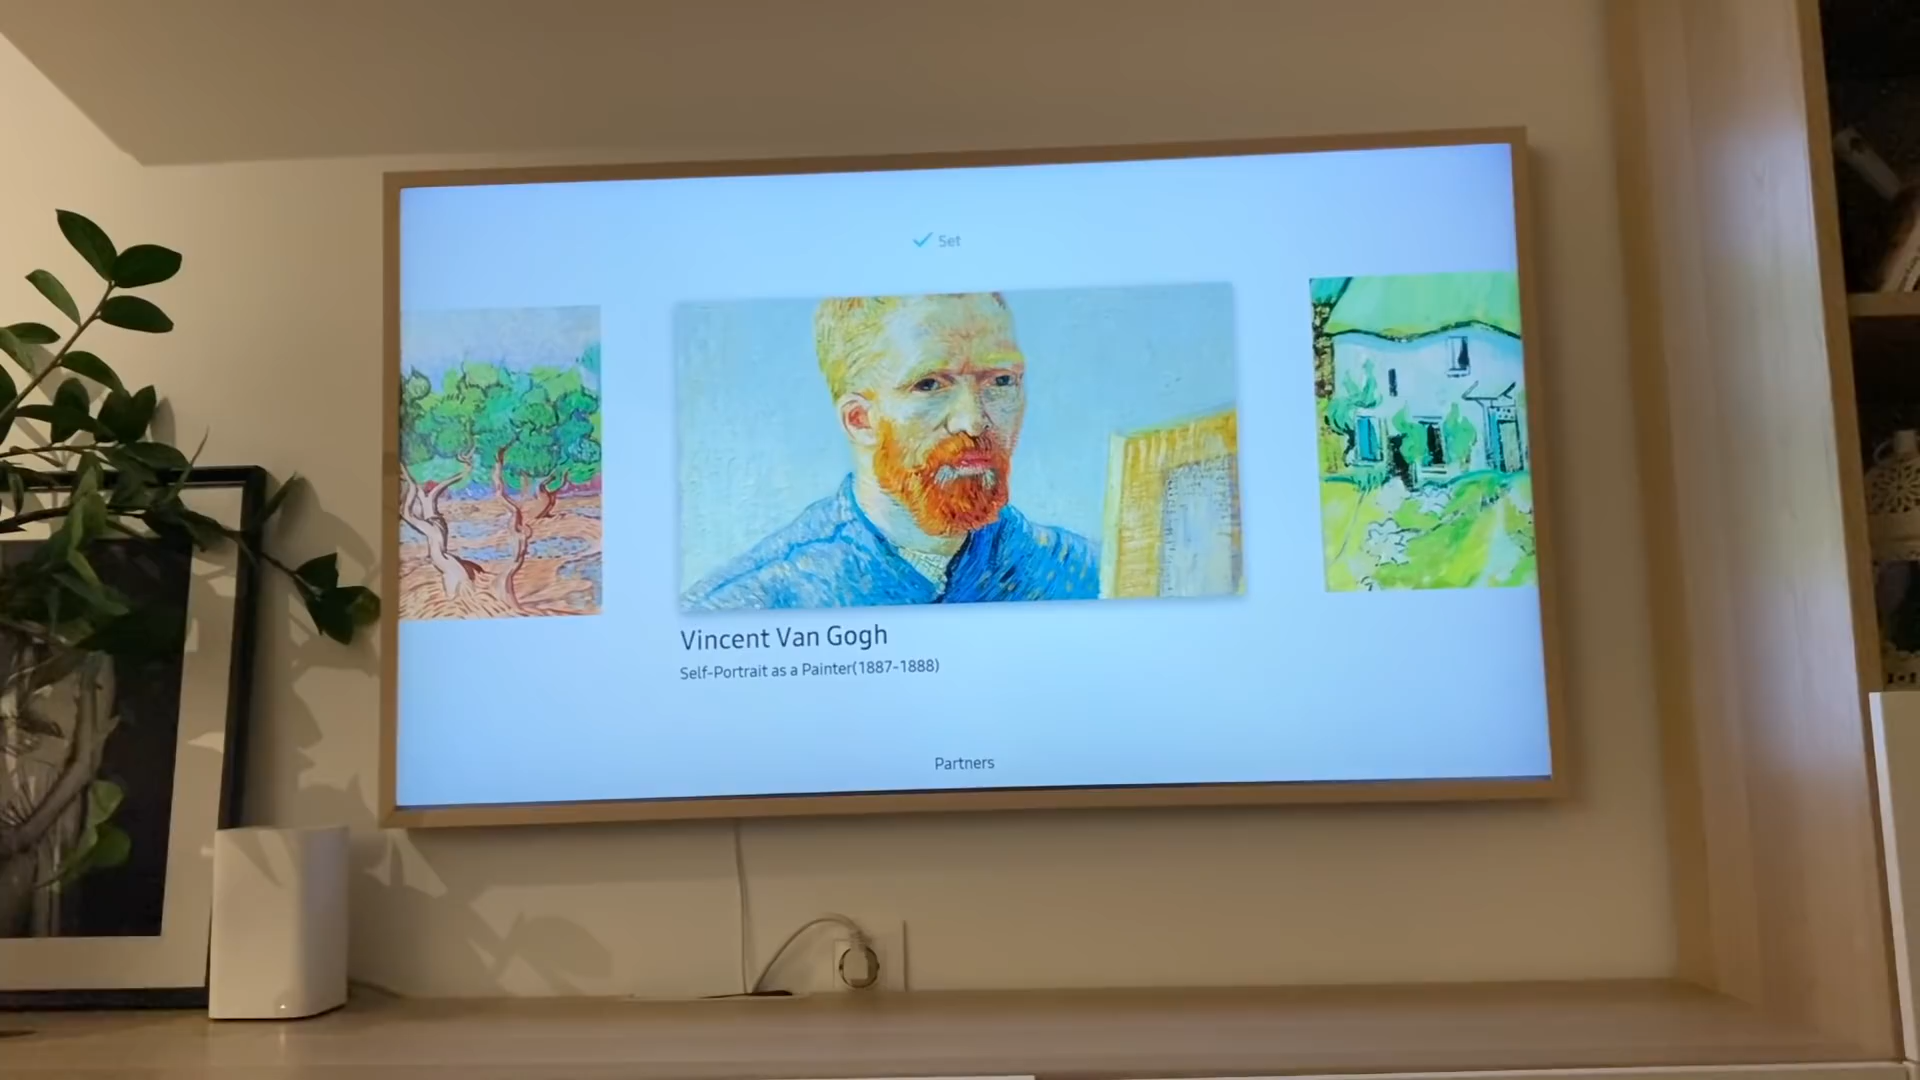 Set
Vincent Van Gogh
Self-Portrait as a Painter(1887-1888)
Partners